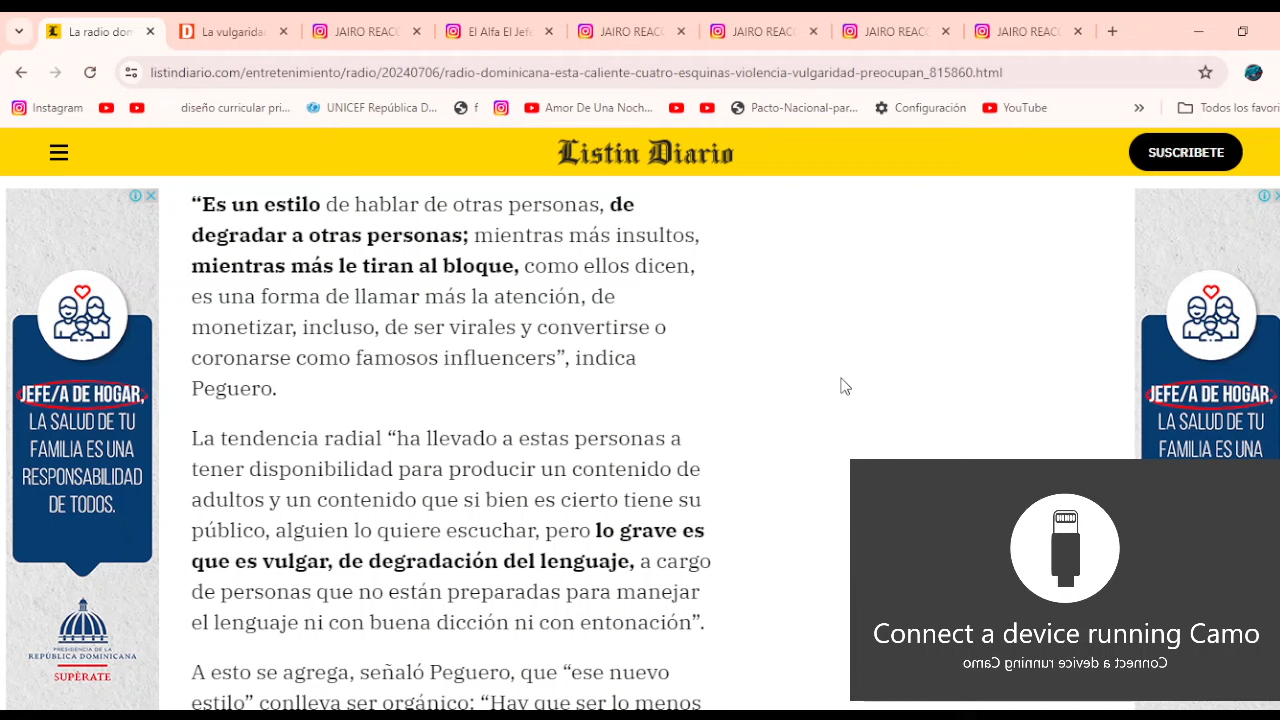 La radio dom
La vulgarida
JAIRO REACC
El Alfa El Jefe
JAIRO REACC
JAIRO REACC
JAIRO REACC
JAIRO REACC
listindiario.com/entretenimiento/radio/20240706/radio-dominicana-esta-caliente-cuatro-esquinas-violencia-vulgaridad-preocupan_815860.html
Instagram
diseño curricular pri...
UNICEF República D...
f
Amor De Una Noch...
Pacto-Nacional-par...
Configuración
YouTube
»
Todos los favori
Listin Diario
SUSCRIBETE
“Es un estilo de hablar de otras personas, de
degradar a otras personas; mientras más insultos,
mientras más le tiran al bloque, como ellos dicen,
es una forma de llamar más la atención, de
monetizar, incluso, de ser virales y convertirse o
coronarse como famosos influencers”, indica
Peguero.
La tendencia radial “ha llevado a estas personas a
tener disponibilidad para producir un contenido de
adultos y un contenido que si bien es cierto tiene su
público, alguien lo quiere escuchar, pero lo grave es
que es vulgar, de degradación del lenguaje, a cargo
de personas que no están preparadas para manejar
el lenguaje ni con buena dicción ni con entonación”.
A esto se agrega, señaló Peguero, que “ese nuevo
estilo” conlleva ser orgánico: “Hay que ser lo menos
JEFE/A DE HOGAR,
LA SALUD DE TU
FAMILIA ES UNA
RESPONSABILIDAD
DE TODOS.
PRESIDENCIA DE LA
REPÚBLICA DOMINICANA
SUPÉRATE
JEFE/A DE HOGAR,
LA SALUD DE TU
FAMILIA ES UNA
Connect a device running Camo
Connect a device running Camo